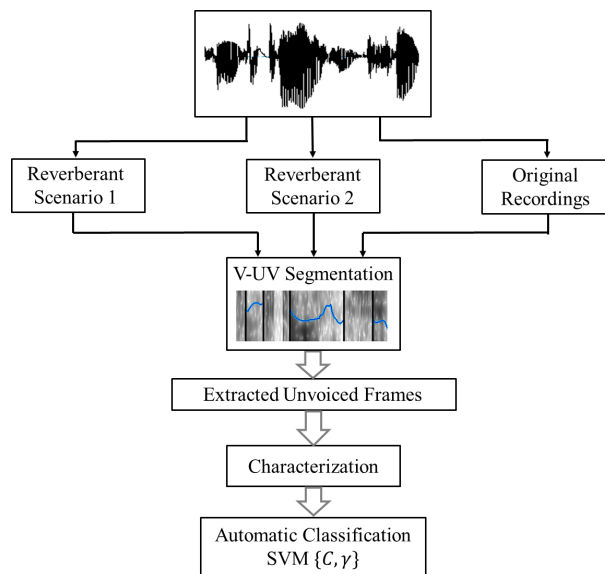 Reverberant
Scenario 1
Reverberant
Scenario 2
Original
Recordings
V-UV Segmentation
Extracted Unvoiced Frames
Characterization
Automatic Classification
SVM {C, γ}